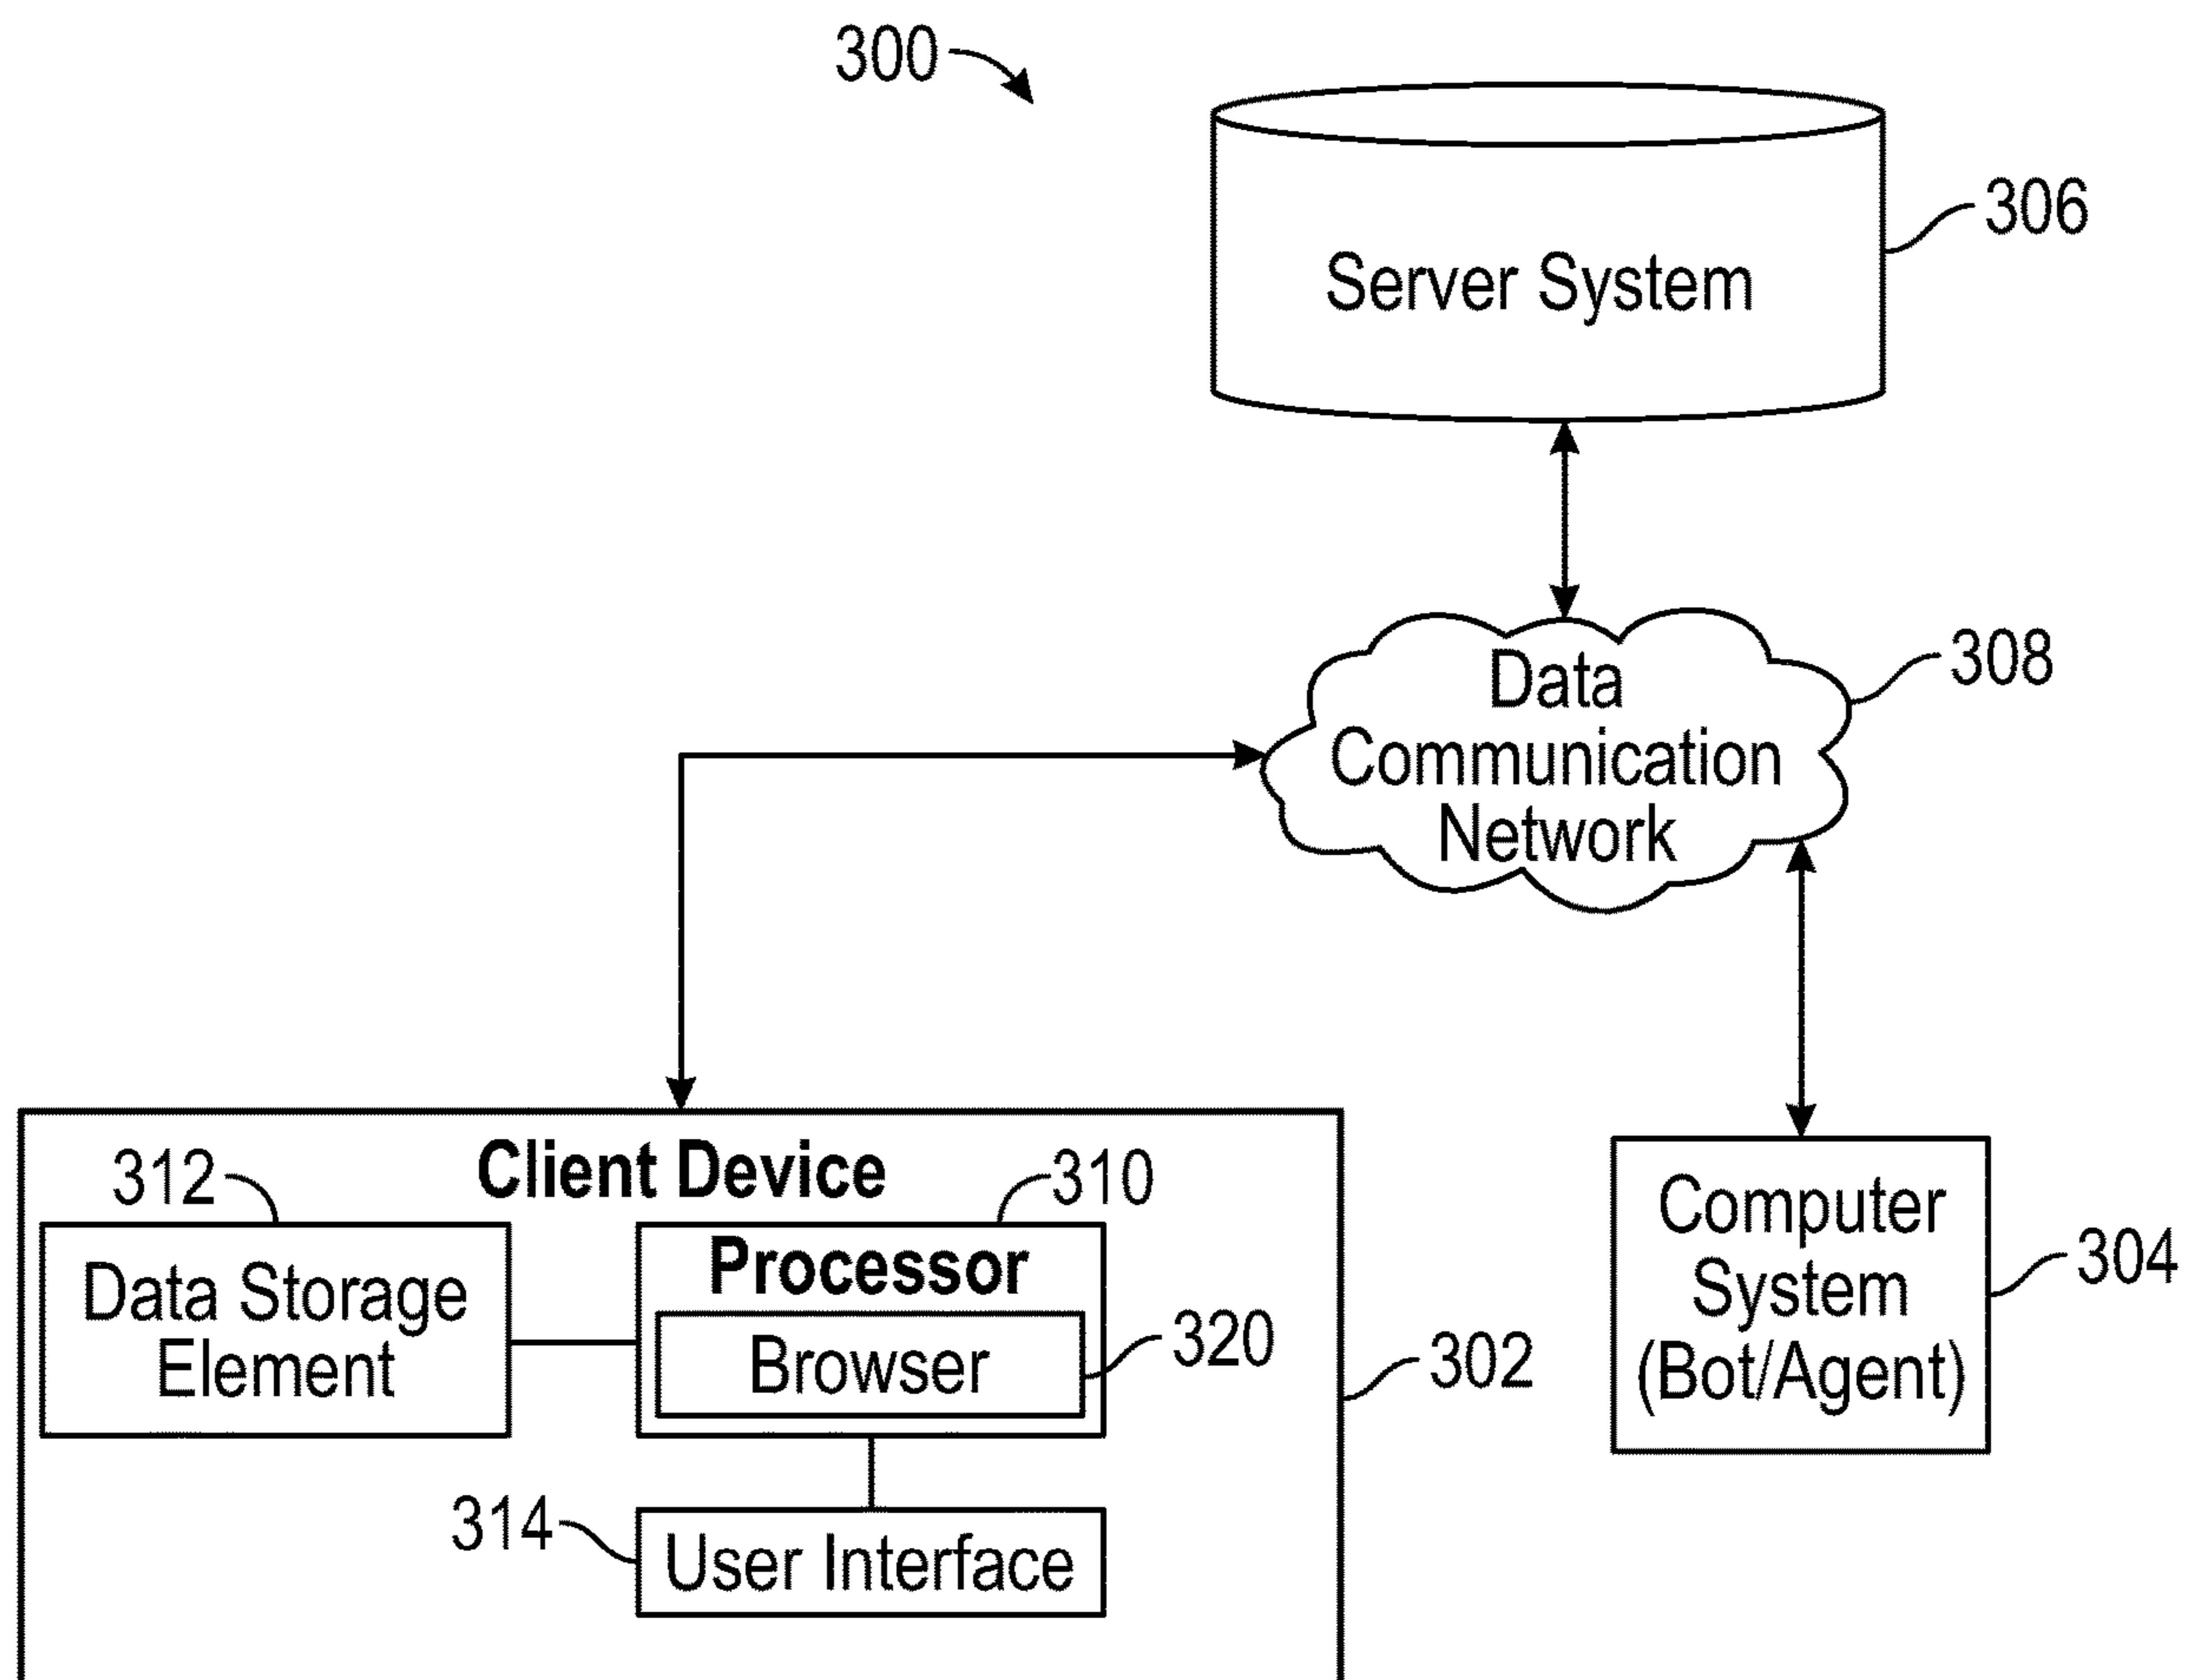 300
306
Server System
308
Data
Communication
Network
Client Device
312
310
Data Storage
Element
Processor
Browser
320
302
314
User Interface
Computer
System
(Bot/Agent)
304